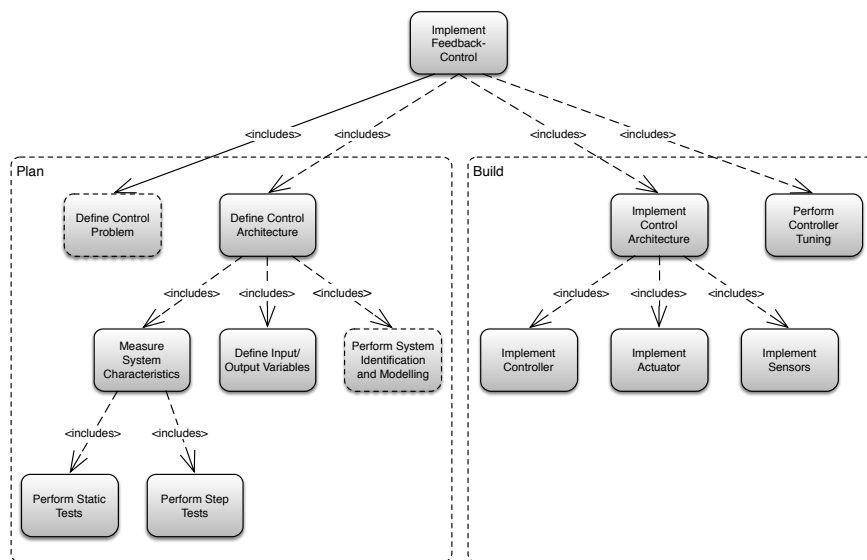 Implement
Feedback-
Control
<includes>
<includes>
<includes>
<includes>
Plan
Build
Define Control
Problem
Define Control
Architecture
Implement
Control
Architecture
Perform
Controller
Tuning
<includes>
<includes>
<includes>
<includes>
<includes>
<includes>
Measure
System
Characteristics
Define Input/
Output Variables
Perform System
Identification
and Modelling
Implement
Controller
Implement
Actuator
Implement
Sensors
<includes>
<includes>
Perform Static
Tests
Perform Step
Tests